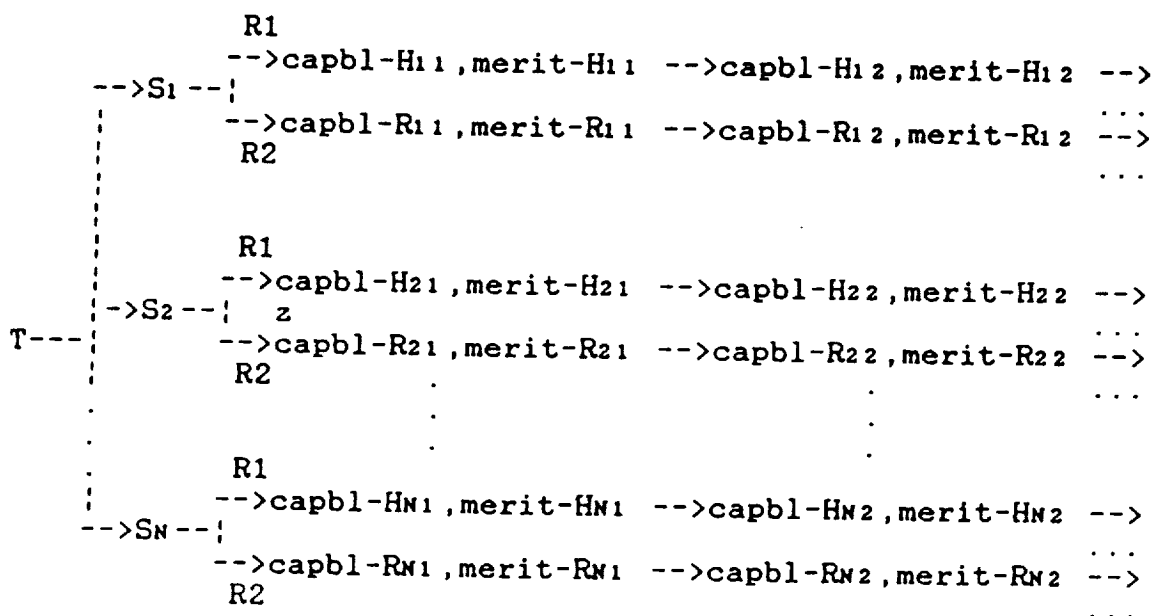 R1
-->capbl-H11,merit-H11 -->capbl-H12,merit-H12 -->
-->S1--¦ ...
-->capbl-R11,merit-R11 -->capbl-R12,merit-R12 -->
R2
...
R1
-->capbl-H21,merit-H21 -->capbl-H22,merit-H22 -->
->S2--¦ z ...
T---¦ -->capbl-R21,merit-R21 -->capbl-R22,merit-R22 -->
R2
...
R1
-->capbl-HN1,merit-HN1 -->capbl-HN2,merit-HN2 -->
-->SN--¦ ...
-->capbl-RN1,merit-RN1 -->capbl-RN2,merit-RN2 -->
R2
...